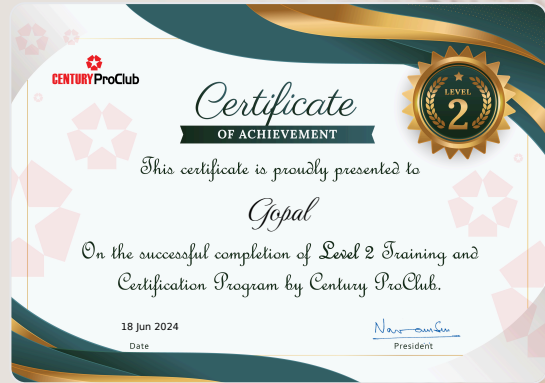 CENTURY ProClub
Certificate
OF ACHIEVEMENT
LEVEL
2
This certificate is proudly presented to
Gopal
On the successful completion of Level 2 Training and
Certification Program by Century ProClub.
18 Jun 2024
Date
President